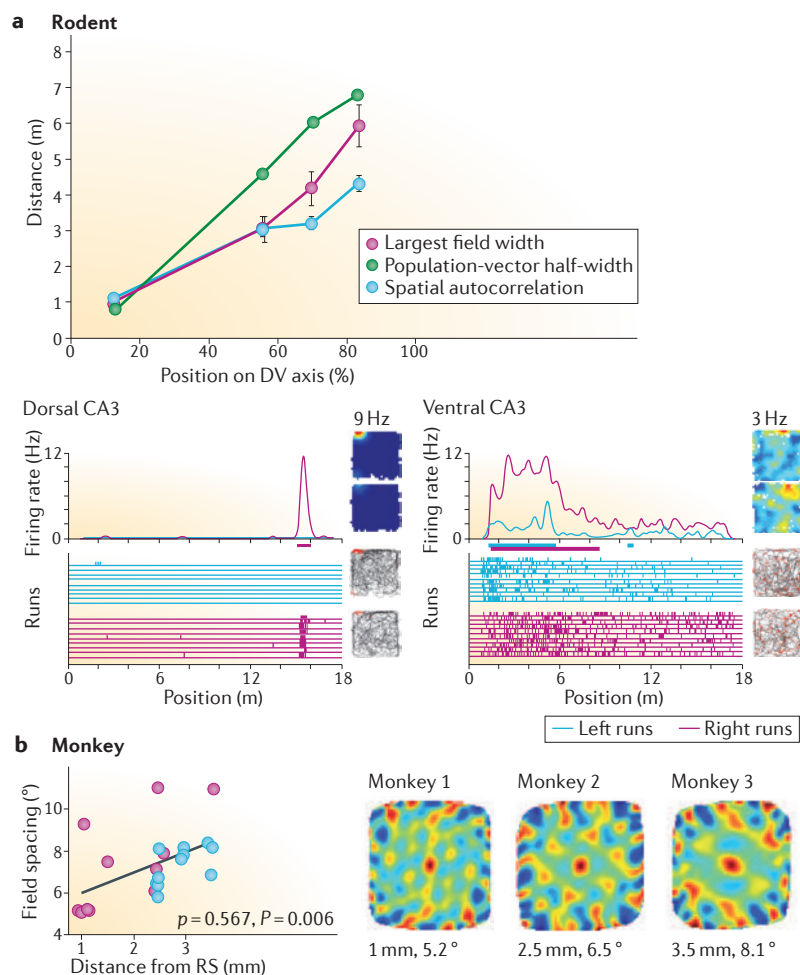 a Rodent
8
7
6
5
4
3
2
1
0
Distance (m)
Largest field width
Population-vector half-width
Spatial autocorrelation
0 20 40 60 80 100
Position on DV axis (%)
Dorsal CA3
9 Hz
12
0
Firing rate (Hz)
Runs
0 6 12 18
Position (m)
Ventral CA3
3 Hz
12
0
Firing rate (Hz)
Runs
0 6 12 18
Position (m)
Left runs Right runs
b Monkey
10
8
6
4
Field spacing (°)
p = 0.567, P = 0.006
1 2 3
Distance from RS (mm)
Monkey 1
1 mm, 5.2°
Monkey 2
2.5 mm, 6.5°
Monkey 3
3.5 mm, 8.1°